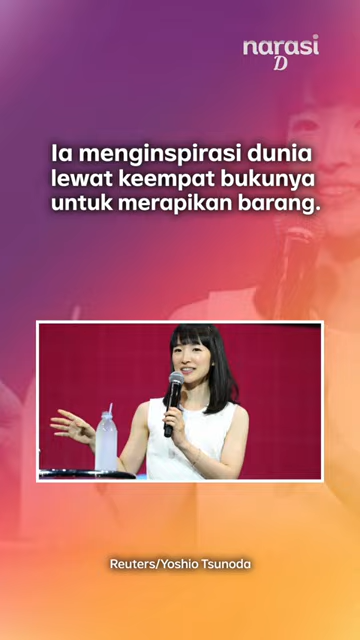 narasi
D
Ia menginspirasi dunia
lewat keempat bukunya
untuk merapikan barang.
Reuters/Yoshio Tsunoda